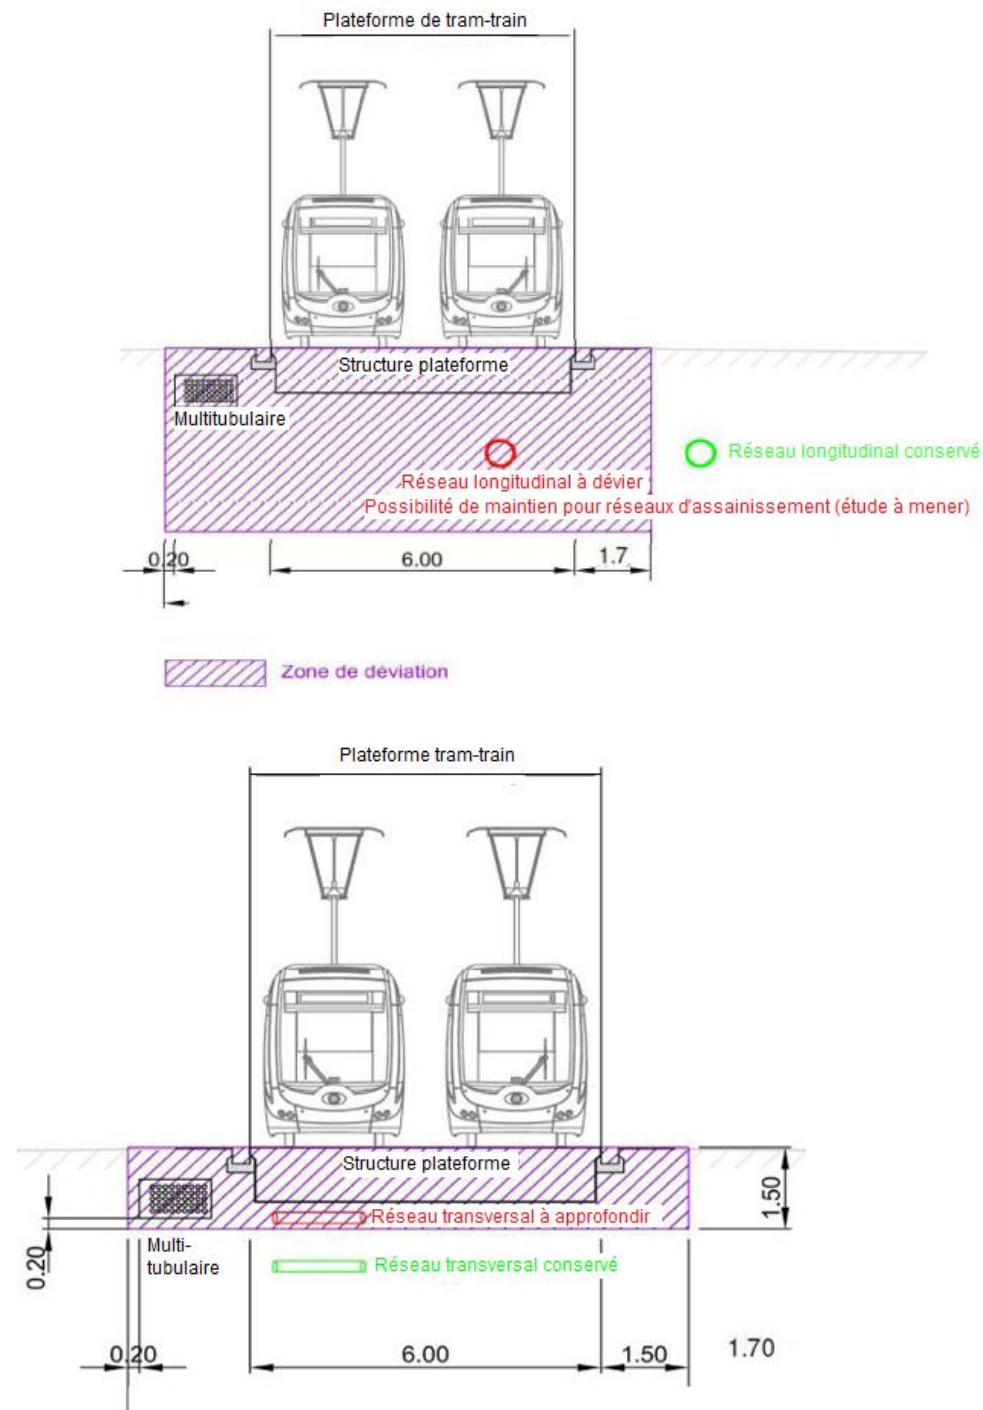 Plateforme de tram-train
Structure plateforme
Multitubulaire
Réseau longitudinal conservé
Réseau longitudinal à dévier
Possibilité de maintien pour réseaux d'assainissement (étude à mener)
0.20 6.00 1.7
Zone de déviation
Plateforme tram-train
Structure plateforme
1.50
Réseau transversal à approfondir
0.20
Multi-
tubulaire
Réseau transversal conservé
0.20 6.00 1.50 1.70